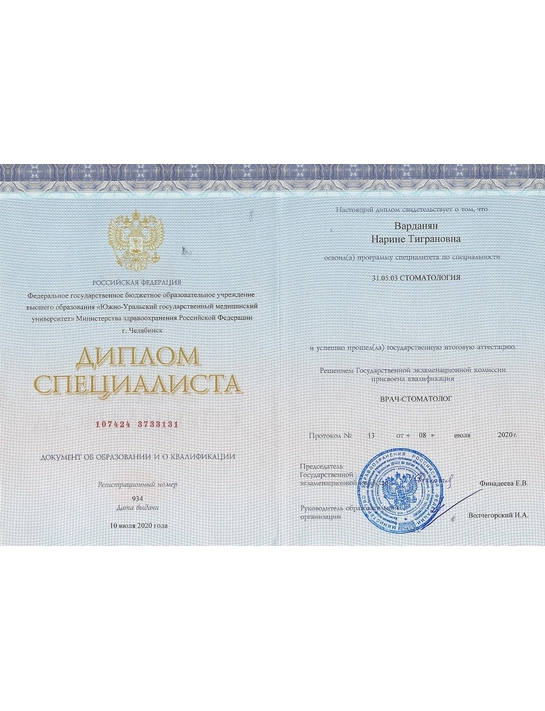 РОССИЙСКАЯ ФЕДЕРАЦИЯ
Федеральное государственное бюджетное образовательное учреждение
высшего образования «Южно-Уральский государственный медицинский
университет» Министерства здравоохранения Российской Федерации
г. Челябинск
ДИПЛОМ
СПЕЦИАЛИСТА
107424 3733131
ДОКУМЕНТ ОБ ОБРАЗОВАНИИ И О КВАЛИФИКАЦИИ
Регистрационный номер
934
Дата выдачи
10 июля 2020 года
Настоящий диплом свидетельствует о том, что
Варданян
Нарине Тиграновна
освоил(а) программу специалитета по специальности
31.05.03 СТОМАТОЛОГИЯ
и успешно прошел(ла) государственную итоговую аттестацию.
Решением Государственной экзаменационной комиссии
присвоена квалификация
ВРАЧ-СТОМАТОЛОГ
Протокол № 13 от « 08 » июля 2020 г.
Председатель
Государственной
экзаменационной
Финадеева Е.В.
Руководитель
организации
Волчегорский И.А.